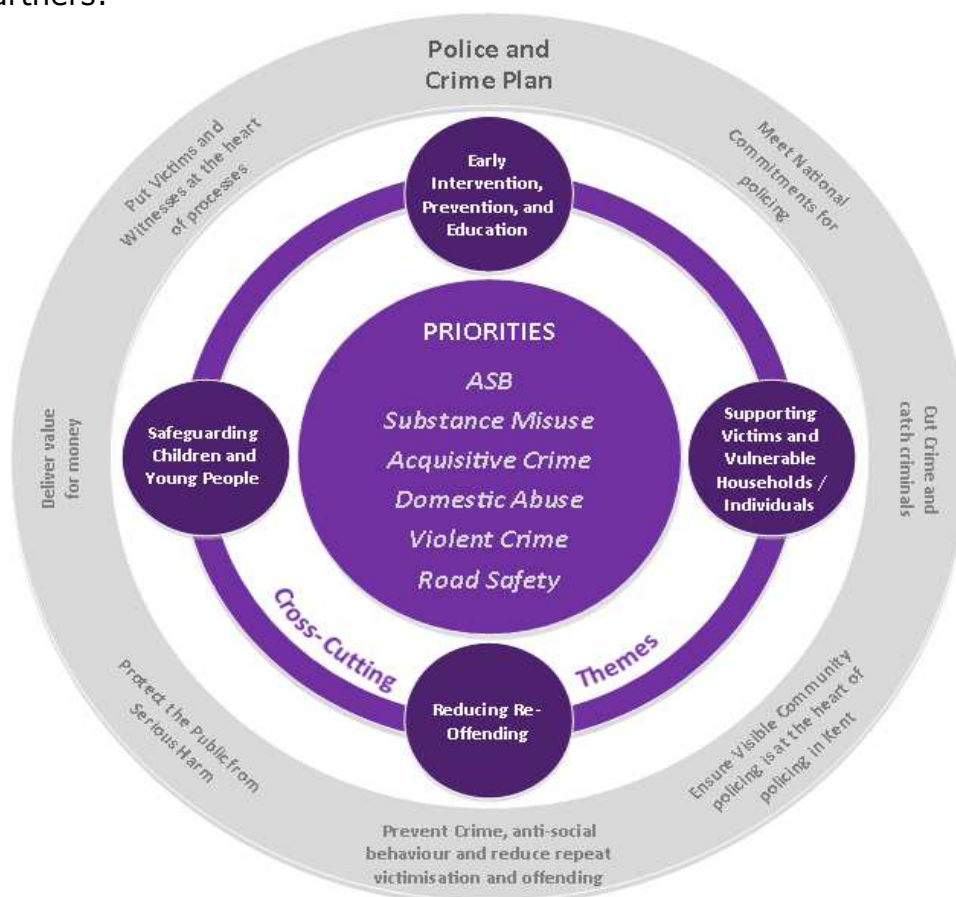 artners:
Police and
Crime Plan
Put Victims and
Witnesses at the heart
of processes
Meet National
Commitments for
policing
Early
Intervention,
Prevention, and
Education
PRIORITIES
ASB
Substance Misuse
Acquisitive Crime
Domestic Abuse
Violent Crime
Road Safety
Safeguarding
Children and
Young People
Supporting
Victims and
Vulnerable
Households /
Individuals
Deliver value
for money
Cut Crime and
catch criminals
Cross- Cutting
Themes
Reducing Re-
Offending
Protect the Public from
Serious Harm
Ensure Visible Community
policing is at the heart of
policing in Kent
Prevent Crime, anti-social
behaviour and reduce repeat
victimisation and offending